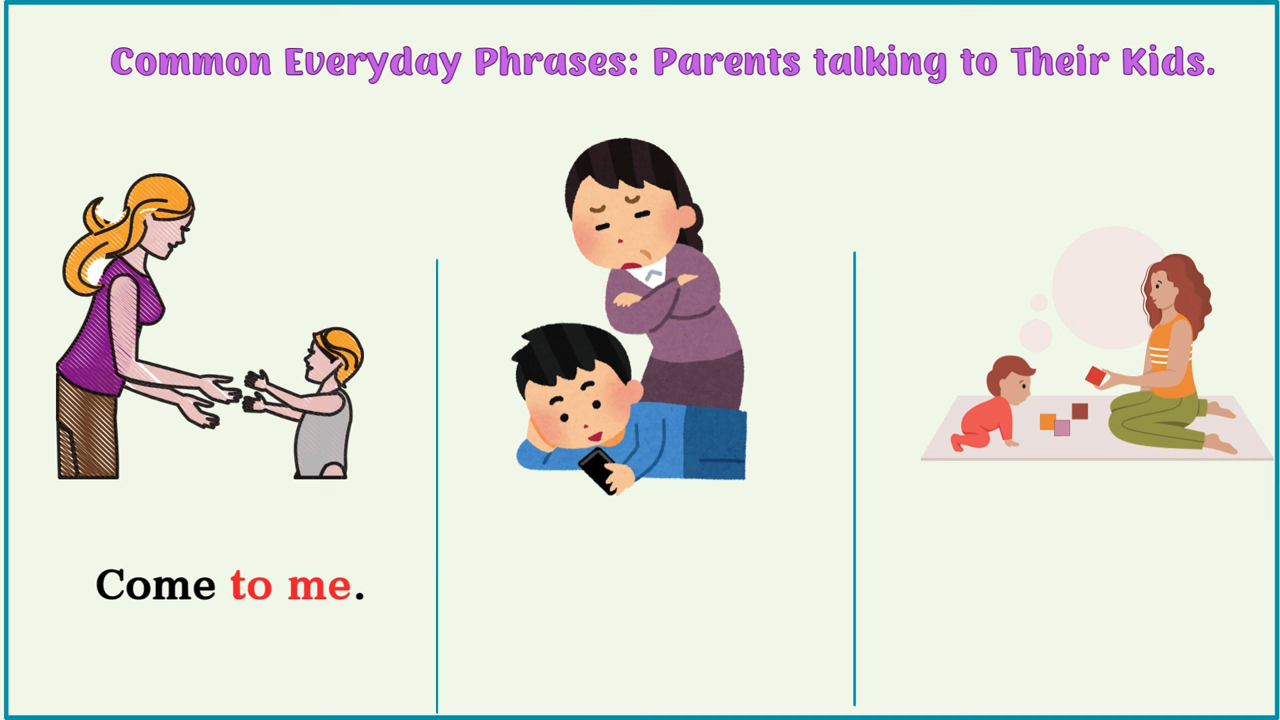 Common Everyday Phrases: Parents talking to Their Kids.
Come to me.